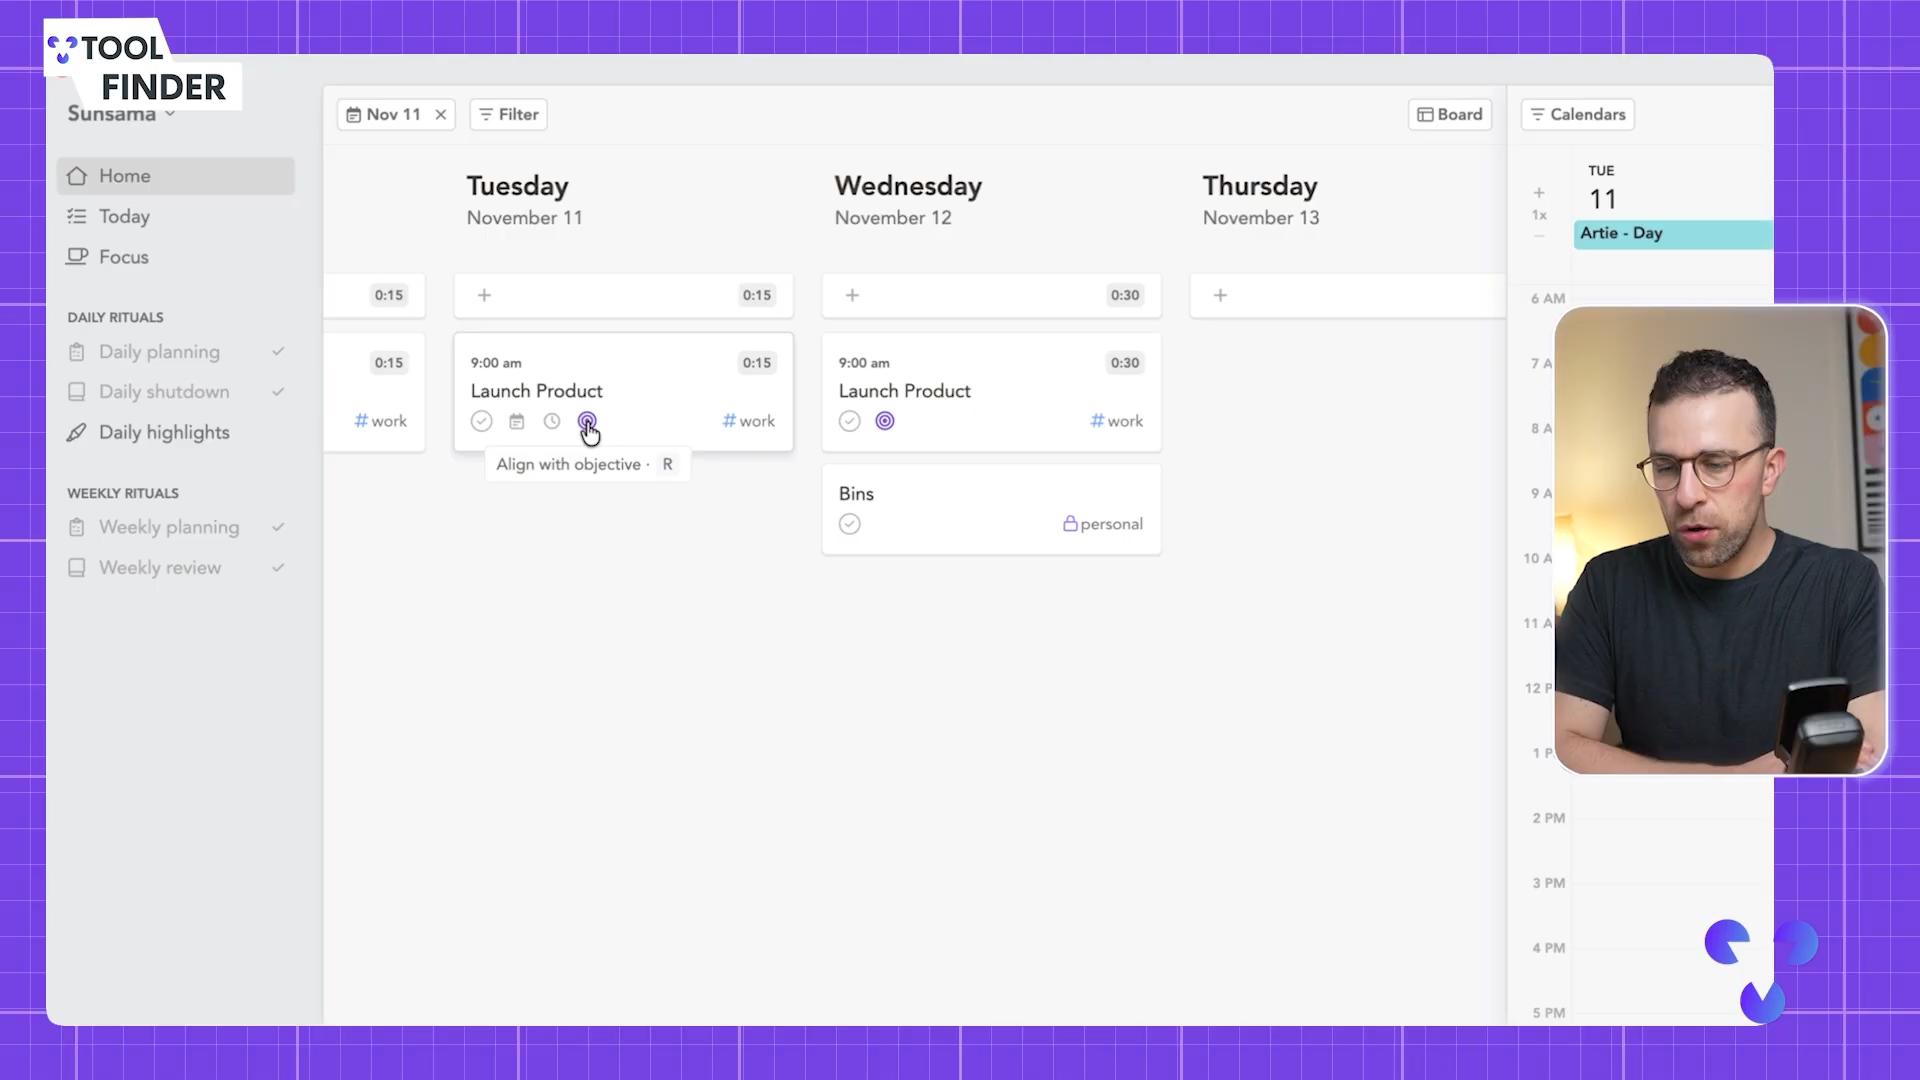 TOOL
FINDER
Sunsama
Home
Today
Focus
DAILY RITUALS
Daily planning
Daily shutdown
Daily highlights
WEEKLY RITUALS
Weekly planning
Weekly review
Nov 11
Filter
Board
Calendars
0:15
0:15
# work
Tuesday
November 11
+ 0:15
9:00 am 0:15
Launch Product
# work
Align with objective · R
Wednesday
November 12
+ 0:30
9:00 am 0:30
Launch Product
# work
Bins
personal
Thursday
November 13
+
TUE
11
+
1x
–
Artie - Day
6 AM
7 A
8 A
9 A
10 A
11 A
12 P
1 P
2 PM
3 PM
4 PM
5 PM